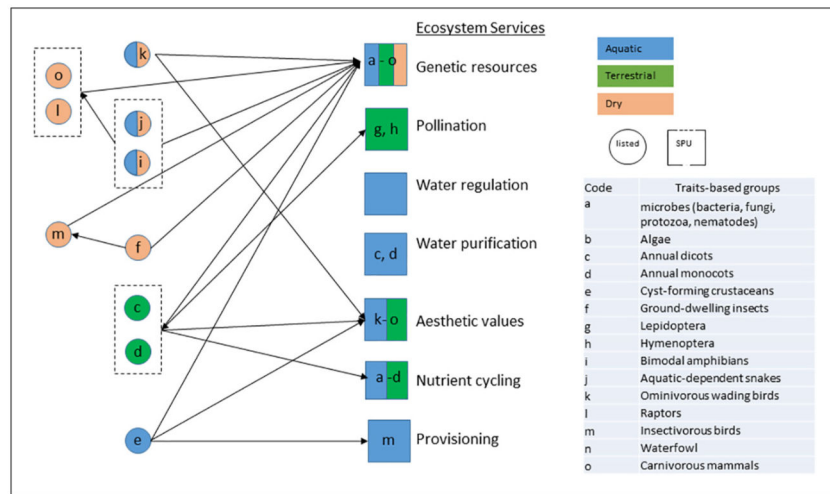 Ecosystem Services
k
a - o
Genetic resources
o
l
j
i
g, h
Pollination
Water regulation
m
f
c, d
Water purification
c
d
k- o
Aesthetic values
a -d
Nutrient cycling
e
m
Provisioning
Aquatic
Terrestrial
Dry
listed
SPU
Code Traits-based groups
a microbes (bacteria, fungi,
protozoa, nematodes)
b Algae
c Annual dicots
d Annual monocots
e Cyst-forming crustaceans
f Ground-dwelling insects
g Lepidoptera
h Hymenoptera
i Bimodal amphibians
j Aquatic-dependent snakes
k Ominivorous wading birds
l Raptors
m Insectivorous birds
n Waterfowl
o Carnivorous mammals